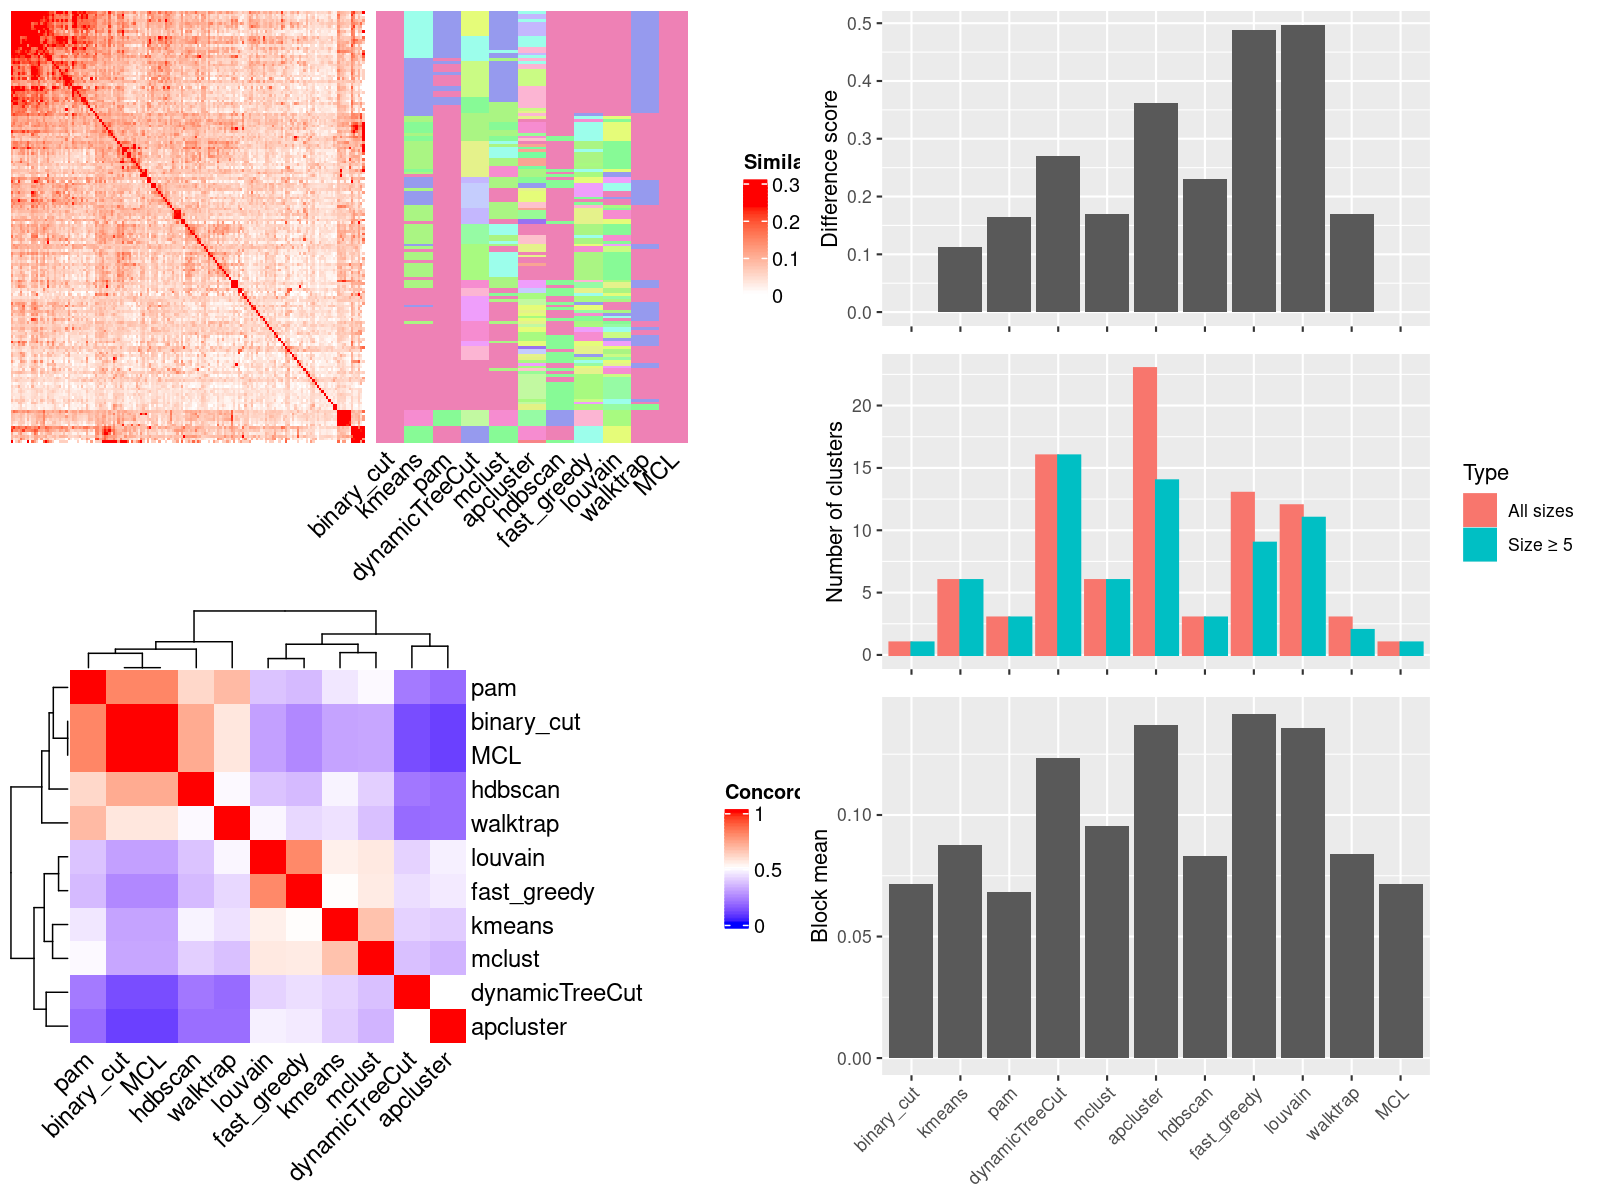 Simila
0.3
0.2
0.1
0
binary_cut
kmeans
pam
dynamicTreeCut
mclust
apcluster
hdbscan
fast_greedy
louvain
walktrap
MCL
pam
binary_cut
MCL
hdbscan
walktrap
louvain
fast_greedy
kmeans
mclust
dynamicTreeCut
apcluster
pam
binary_cut
MCL
hdbscan
walktrap
louvain
fast_greedy
kmeans
mclust
dynamicTreeCut
apcluster
Concord
1
0.5
0
Difference score
0.5
0.4
0.3
0.2
0.1
0.0
Number of clusters
20
15
10
5
0
Type
All sizes
Size ≥ 5
Block mean
0.10
0.05
0.00
binary_cut
kmeans
pam
dynamicTreeCut
mclust
apcluster
hdbscan
fast_greedy
louvain
walktrap
MCL